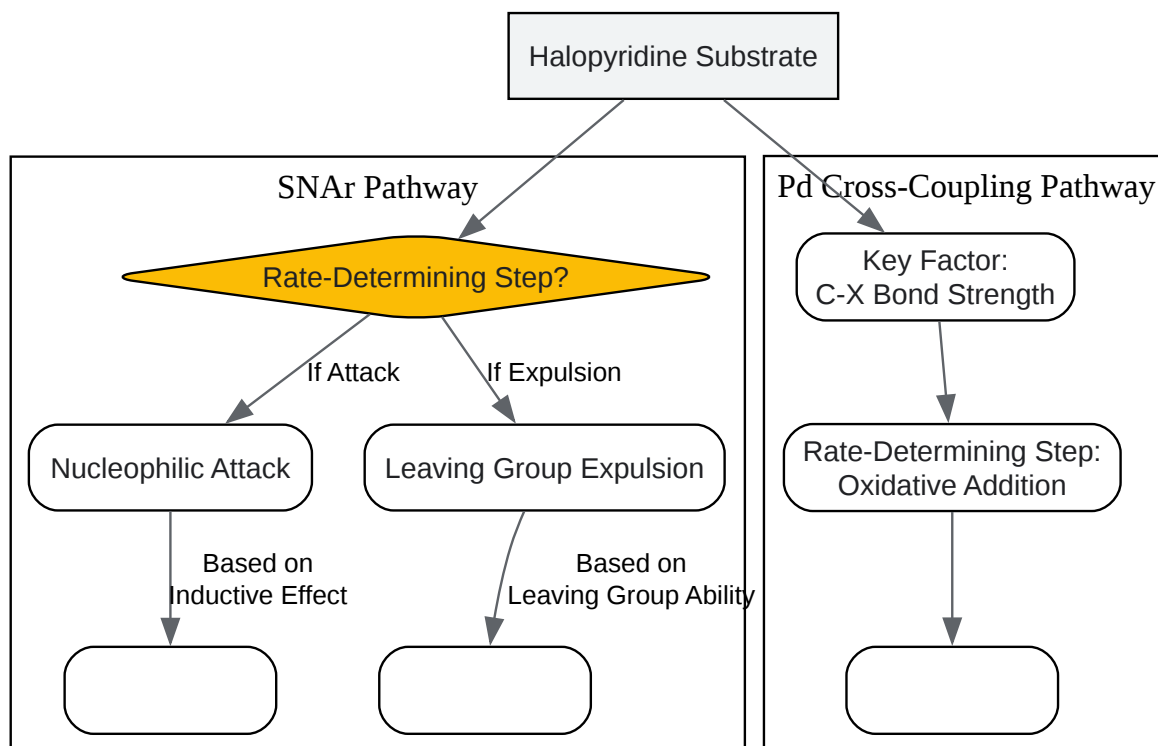 Halopyridine Substrate
SNAr Pathway
Pd Cross-Coupling Pathway
Rate-Determining Step?
Key Factor:
C-X Bond Strength
If Attack
If Expulsion
Nucleophilic Attack
Leaving Group Expulsion
Rate-Determining Step:
Oxidative Addition
Based on
Inductive Effect
Based on
Leaving Group Ability